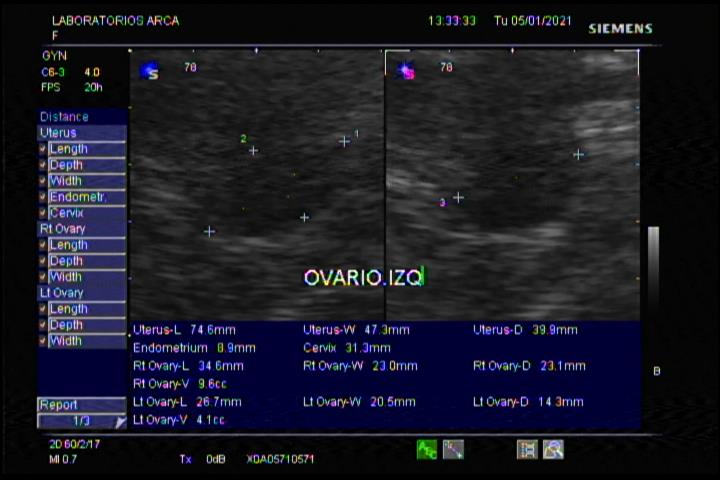 LABORATORIOS ARCA 13:33:33 Tu 05/01/2021 SIEMENS
F
GYN
C6-3 4.0
FPS 20h
78 78
S S
Distance
Uterus
Length
Depth
Width
Endometr.
Cervix
Rt Ovary
Length
Depth
Width
Lt Ovary
Length
Depth
Width
1
2
3
OVARIO.IZQ
Uterus-L 74.6mm Uterus-W 47.3mm Uterus-D 39.9mm
Endometrium 8.9mm Cervix 31.3mm
Rt Ovary-L 34.6mm Rt Ovary-W 23.0mm Rt Ovary-D 23.1mm
Rt Ovary-V 9.6cc
Lt Ovary-L 26.7mm Lt Ovary-W 20.5mm Lt Ovary-D 14.3mm
Lt Ovary-V 4.1cc
B
Report
1/3
2D 60/2/17
MI 0.7 Tx 0dB XDA05710571